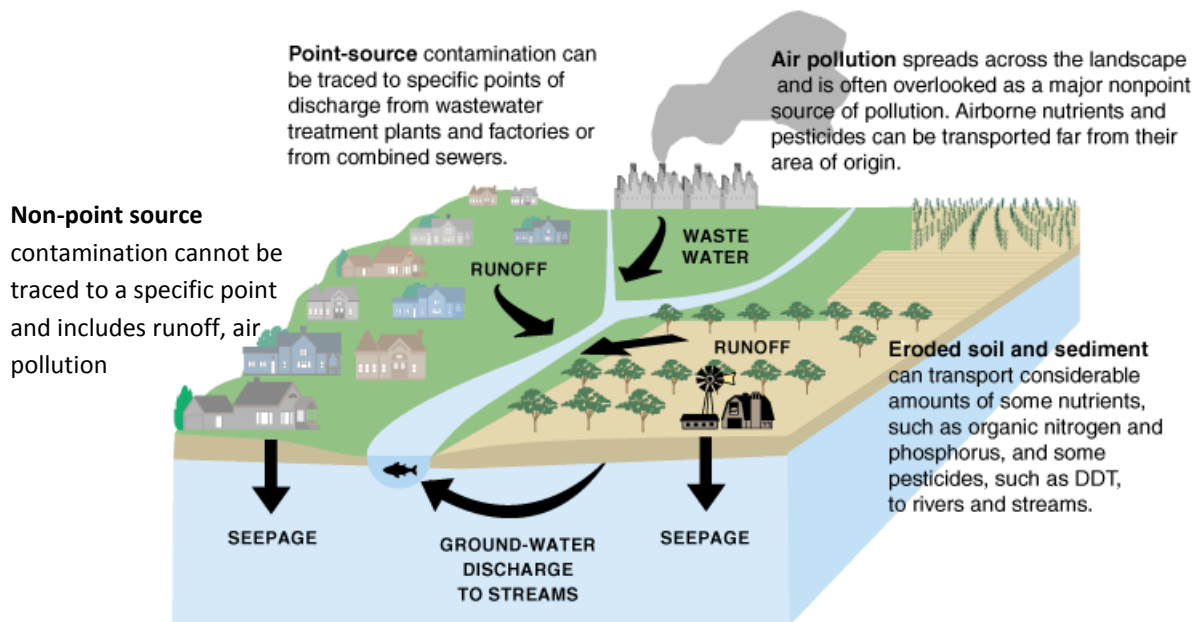 Point-source contamination can
be traced to specific points of
discharge from wastewater
treatment plants and factories or
from combined sewers.
Air pollution spreads across the landscape
and is often overlooked as a major nonpoint
source of pollution. Airborne nutrients and
pesticides can be transported far from their
area of origin.
Non-point source
contamination cannot be
traced to a specific point
and includes runoff, air
pollution
WASTE
WATER
RUNOFF
RUNOFF
Eroded soil and sediment
can transport considerable
amounts of some nutrients,
such as organic nitrogen and
phosphorus, and some
pesticides, such as DDT,
to rivers and streams.
SEEPAGE
GROUND-WATER
DISCHARGE
TO STREAMS
SEEPAGE